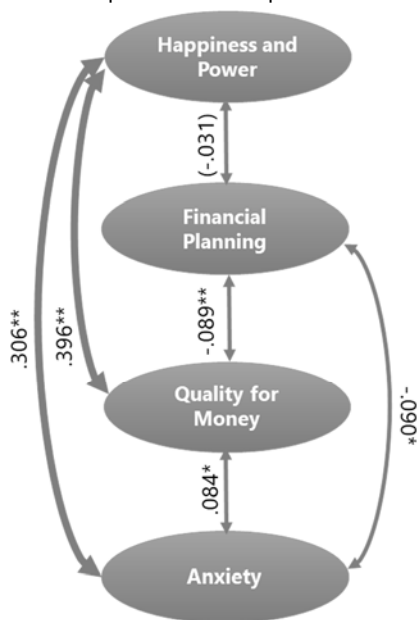 Happiness and
Power
(-.031)
Financial
Planning
.306**
.396**
-.089**
-.090*
Quality for
Money
.084*
Anxiety